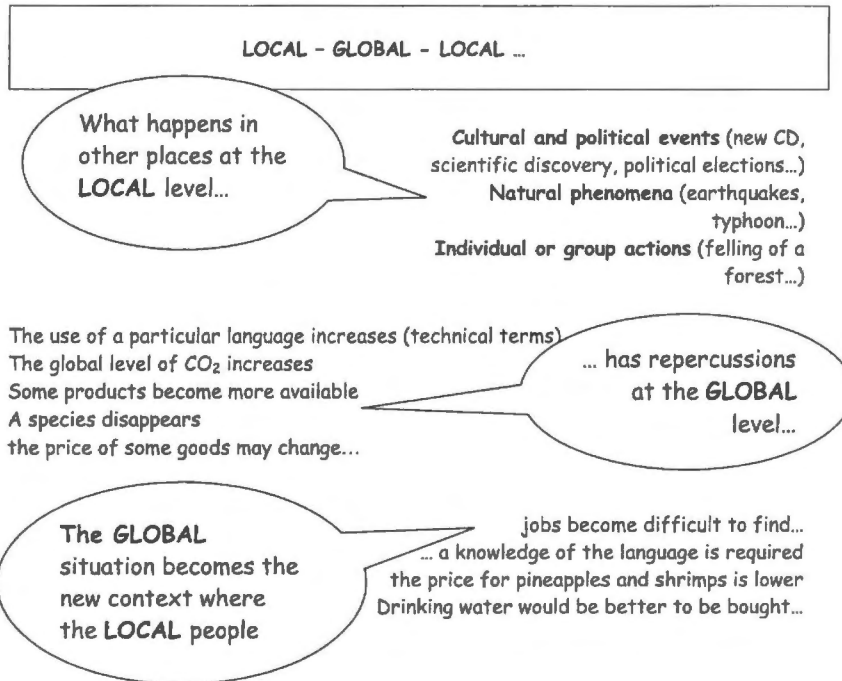 LOCAL – GLOBAL – LOCAL ...
What happens in
other places at the
LOCAL level...
Cultural and political events (new CD,
scientific discovery, political elections...)
Natural phenomena (earthquakes,
typhoon...)
Individual or group actions (felling of a
forest...)
The use of a particular language increases (technical terms)
The global level of CO₂ increases
Some products become more available
A species disappears
the price of some goods may change...
... has repercussions
at the GLOBAL
level...
The GLOBAL
situation becomes the
new context where
the LOCAL people
jobs become difficult to find...
... a knowledge of the language is required
the price for pineapples and shrimps is lower
Drinking water would be better to be bought...